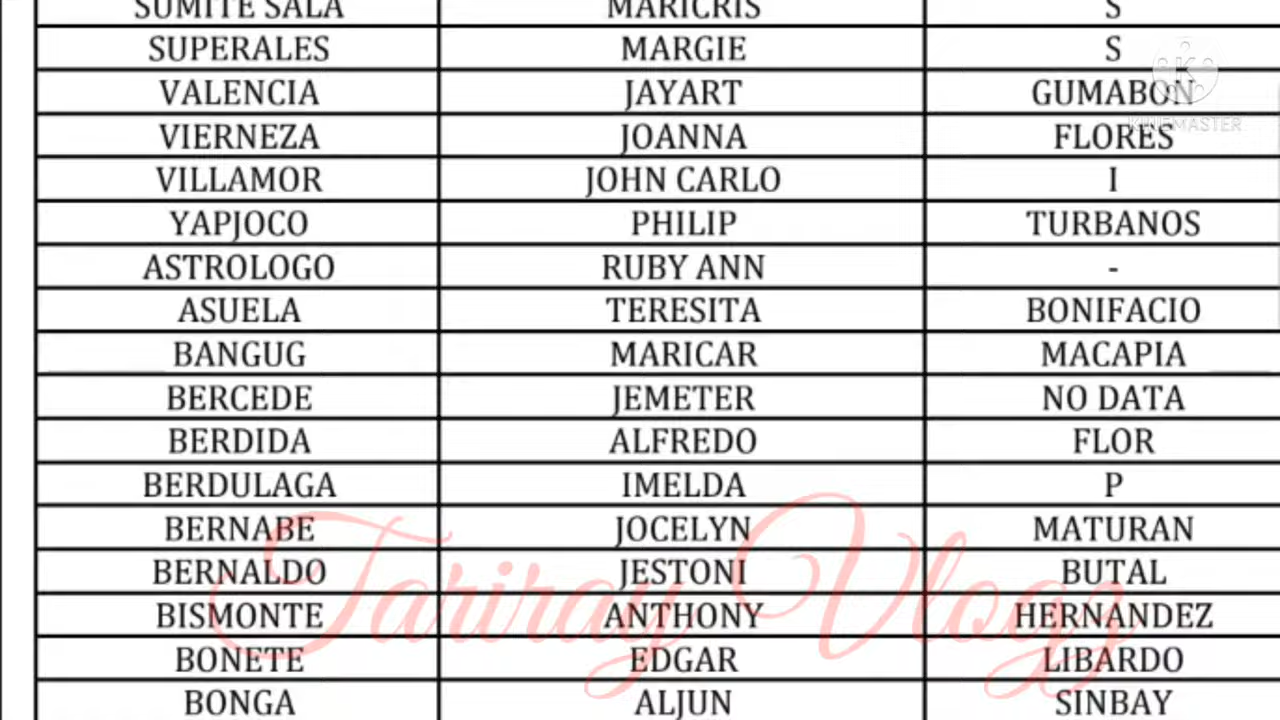 SUMITE SALA MARICRIS S
SUPERALES MARGIE S
VALENCIA JAYART GUMABON
KINEMASTER
VIERNEZA JOANNA FLORES
VILLAMOR JOHN CARLO I
YAPJOCO PHILIP TURBANOS
ASTROLOGO RUBY ANN -
ASUELA TERESITA BONIFACIO
BANGUG MARICAR MACAPIA
BERCEDE JEMETER NO DATA
BERDIDA ALFREDO FLOR
BERDULAGA IMELDA P
BERNABE JOCELYN MATURAN
BERNALDO JESTONI BUTAL
Tariray Vlogz
BISMONTE ANTHONY HERNANDEZ
BONETE EDGAR LIBARDO
BONGA ALJUN SINBAY